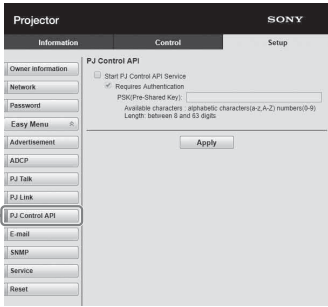 Projector
SONY
Information
Control
Setup
Owner information
Network
Password
Easy Menu
Advertisement
ADCP
PJ Talk
PJ Link
PJ Control API
E-mail
SNMP
Service
Reset
PJ Control API
Start PJ Control API Service
Requires Authentication
PSK(Pre-Shared Key):
Available characters : alphabetic characters(a-z,A-Z) numbers(0-9)
Length: between 8 and 63 digits
Apply